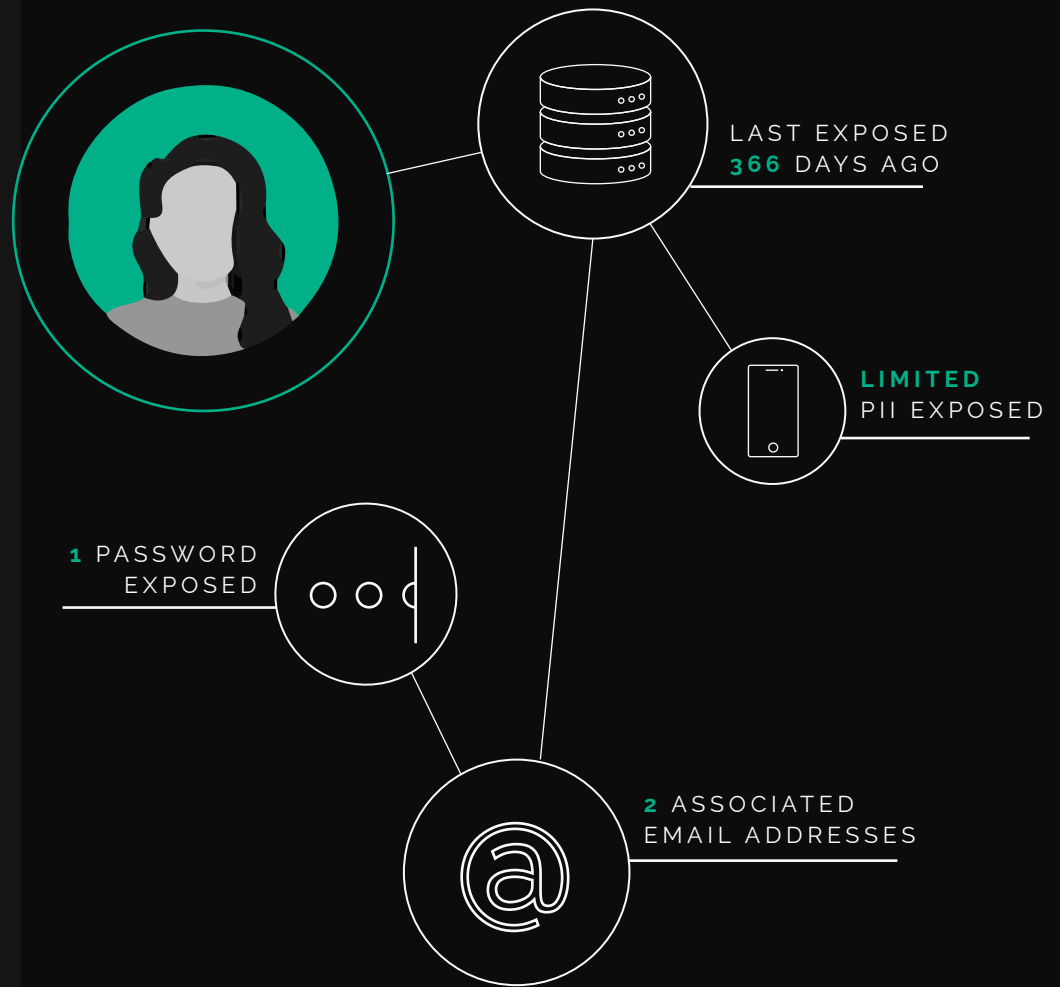 LAST EXPOSED
366 DAYS AGO
LIMITED
PII EXPOSED
1 PASSWORD
EXPOSED
2 ASSOCIATED
EMAIL ADDRESSES
@